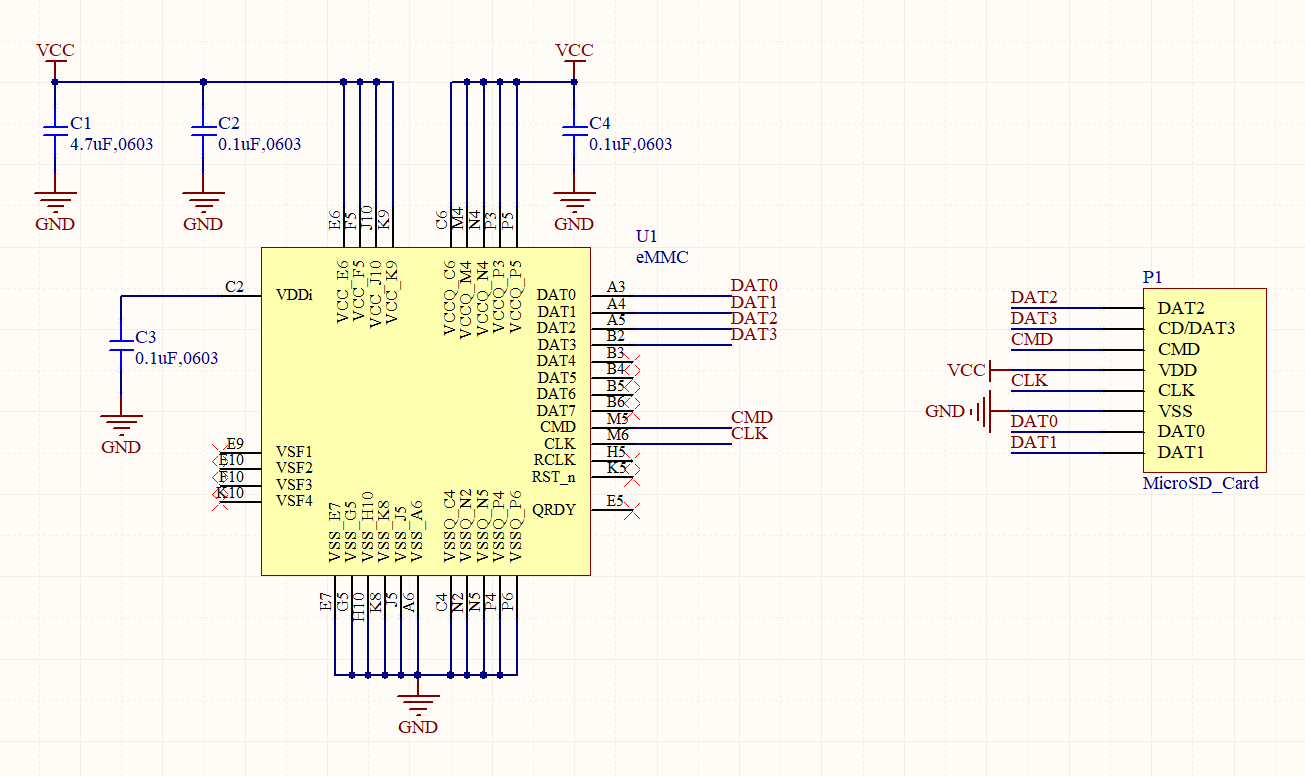 VCC
VCC
C1
4.7uF,0603
C2
0.1uF,0603
C4
0.1uF,0603
GND
GND
GND
E6
F5
J10
K9
C6
M4
N4
P3
P5
U1
eMMC
C2
VDDi
VCC_E6
VCC_F5
VCC_J10
VCC_K9
VCCQ_C6
VCCQ_M4
VCCQ_N4
VCCQ_P3
VCCQ_P5
C3
0.1uF,0603
GND
DAT0 A3 DAT0
DAT1 A4 DAT1
DAT2 A5 DAT2
DAT3 B2 DAT3
DAT4 B3
DAT5 B4
DAT6 B5
DAT7 B6
CMD M5 CMD
CLK M6 CLK
RCLK H5
RST_n K5
QRDY E5
E9 VSF1
E10 VSF2
F10 VSF3
K10 VSF4
VSS_E7
VSS_G5
VSS_H10
VSS_K8
VSS_J5
VSS_A6
VSSQ_C4
VSSQ_N2
VSSQ_N5
VSSQ_P4
VSSQ_P6
E7
G5
H10
K8
J5
A6
C4
N2
N5
P4
P6
GND
P1
DAT2 DAT2
DAT3 CD/DAT3
CMD CMD
VCC VDD
CLK CLK
GND VSS
DAT0 DAT0
DAT1 DAT1
MicroSD_Card